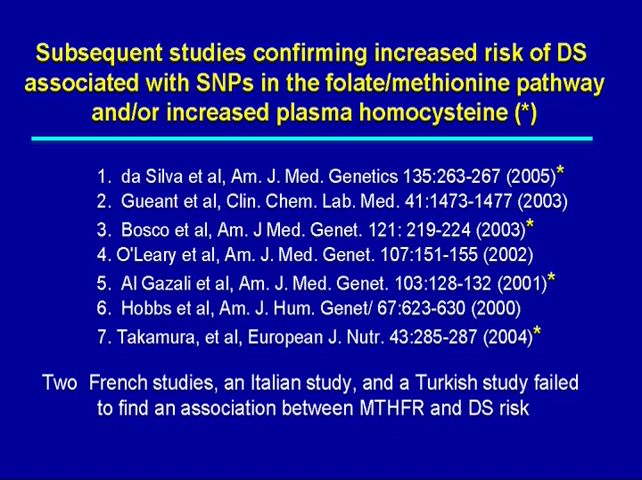 Subsequent studies confirming increased risk of DS
associated with SNPs in the folate/methionine pathway
and/or increased plasma homocysteine (*)
1. da Silva et al, Am. J. Med. Genetics 135:263-267 (2005)*
2. Gueant et al, Clin. Chem. Lab. Med. 41:1473-1477 (2003)
3. Bosco et al, Am. J Med. Genet. 121: 219-224 (2003)*
4. O'Leary et al, Am. J. Med. Genet. 107:151-155 (2002)
5. Al Gazali et al, Am. J. Med. Genet. 103:128-132 (2001)*
6. Hobbs et al, Am. J. Hum. Genet/ 67:623-630 (2000)
7. Takamura, et al, European J. Nutr. 43:285-287 (2004)*
Two French studies, an Italian study, and a Turkish study failed
to find an association between MTHFR and DS risk